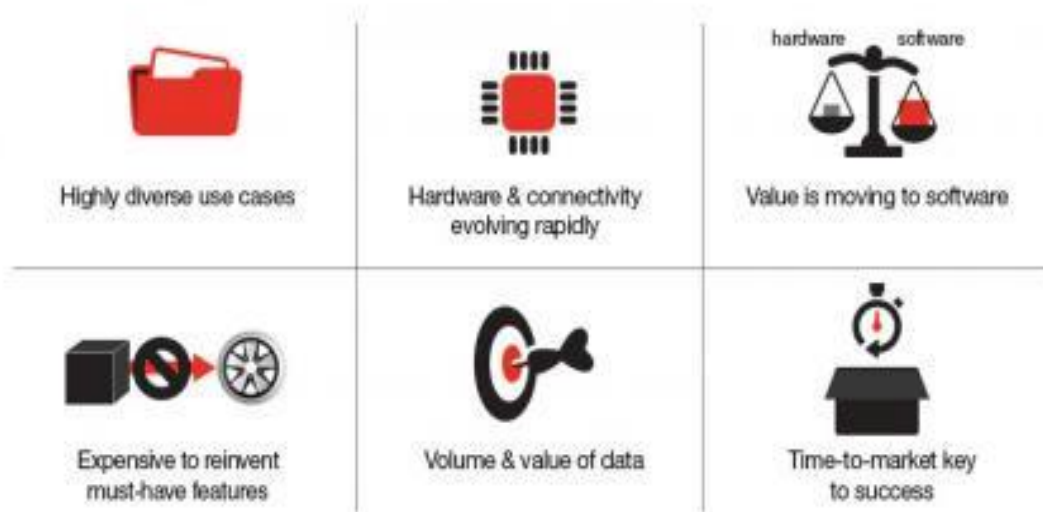 hardware software
Highly diverse use cases
Hardware & connectivity
evolving rapidly
Value is moving to software
Expensive to reinvent
must-have features
Volume & value of data
Time-to-market key
to success